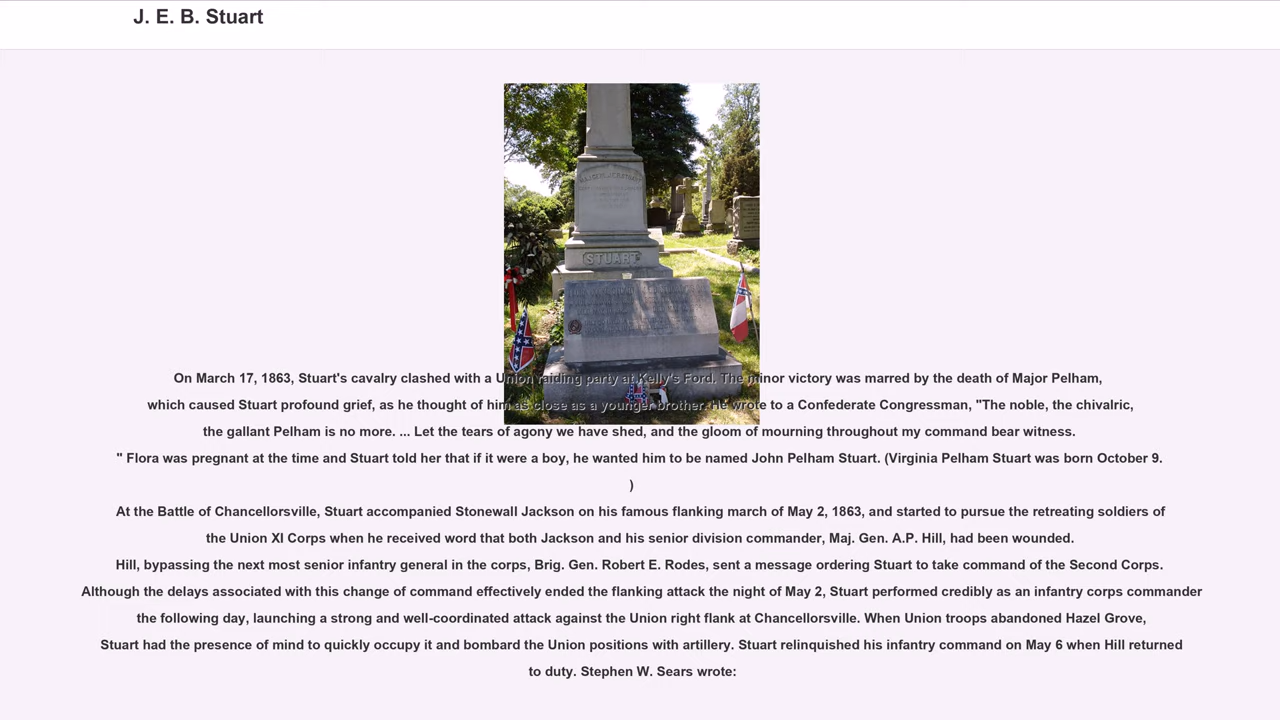 J. E. B. Stuart
STUART
On March 17, 1863, Stuart's cavalry clashed with a Union raiding party at Kelly's Ford. The minor victory was marred by the death of Major Pelham,
which caused Stuart profound grief, as he thought of him as close as a younger brother. He wrote to a Confederate Congressman, "The noble, the chivalric,
the gallant Pelham is no more. ... Let the tears of agony we have shed, and the gloom of mourning throughout my command bear witness.
" Flora was pregnant at the time and Stuart told her that if it were a boy, he wanted him to be named John Pelham Stuart. (Virginia Pelham Stuart was born October 9.
)
At the Battle of Chancellorsville, Stuart accompanied Stonewall Jackson on his famous flanking march of May 2, 1863, and started to pursue the retreating soldiers of
the Union XI Corps when he received word that both Jackson and his senior division commander, Maj. Gen. A.P. Hill, had been wounded.
Hill, bypassing the next most senior infantry general in the corps, Brig. Gen. Robert E. Rodes, sent a message ordering Stuart to take command of the Second Corps.
Although the delays associated with this change of command effectively ended the flanking attack the night of May 2, Stuart performed credibly as an infantry corps commander
the following day, launching a strong and well-coordinated attack against the Union right flank at Chancellorsville. When Union troops abandoned Hazel Grove,
Stuart had the presence of mind to quickly occupy it and bombard the Union positions with artillery. Stuart relinquished his infantry command on May 6 when Hill returned
to duty. Stephen W. Sears wrote: